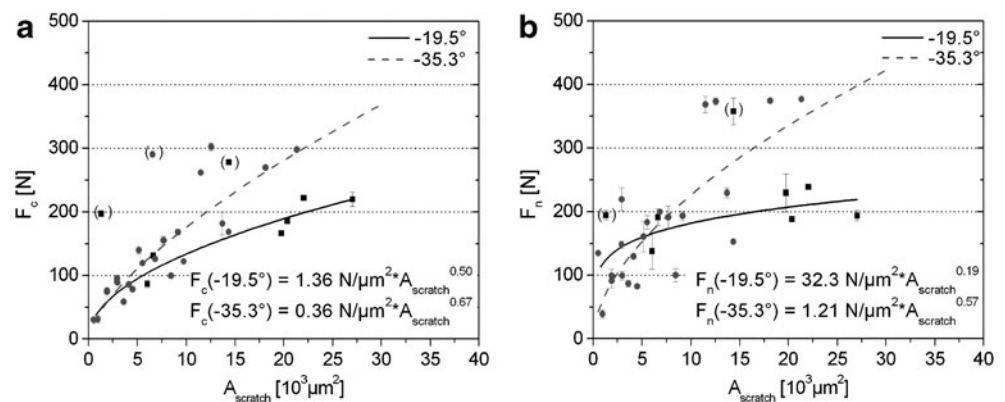 a
500
400
300
200
100
0
F_c [N]
-19.5°
-35.3°
( )
( )
( )
F_c(-19.5°) = 1.36 N/µm²*A_scratch^0.50
F_c(-35.3°) = 0.36 N/µm²*A_scratch^0.67
0 5 10 15 20 25 30 35 40
A_scratch [10³µm²]
b
500
400
300
200
100
0
F_n [N]
-19.5°
-35.3°
( )
( )
F_n(-19.5°) = 32.3 N/µm²*A_scratch^0.19
F_n(-35.3°) = 1.21 N/µm²*A_scratch^0.57
0 5 10 15 20 25 30 35 40
A_scratch [10³µm²]